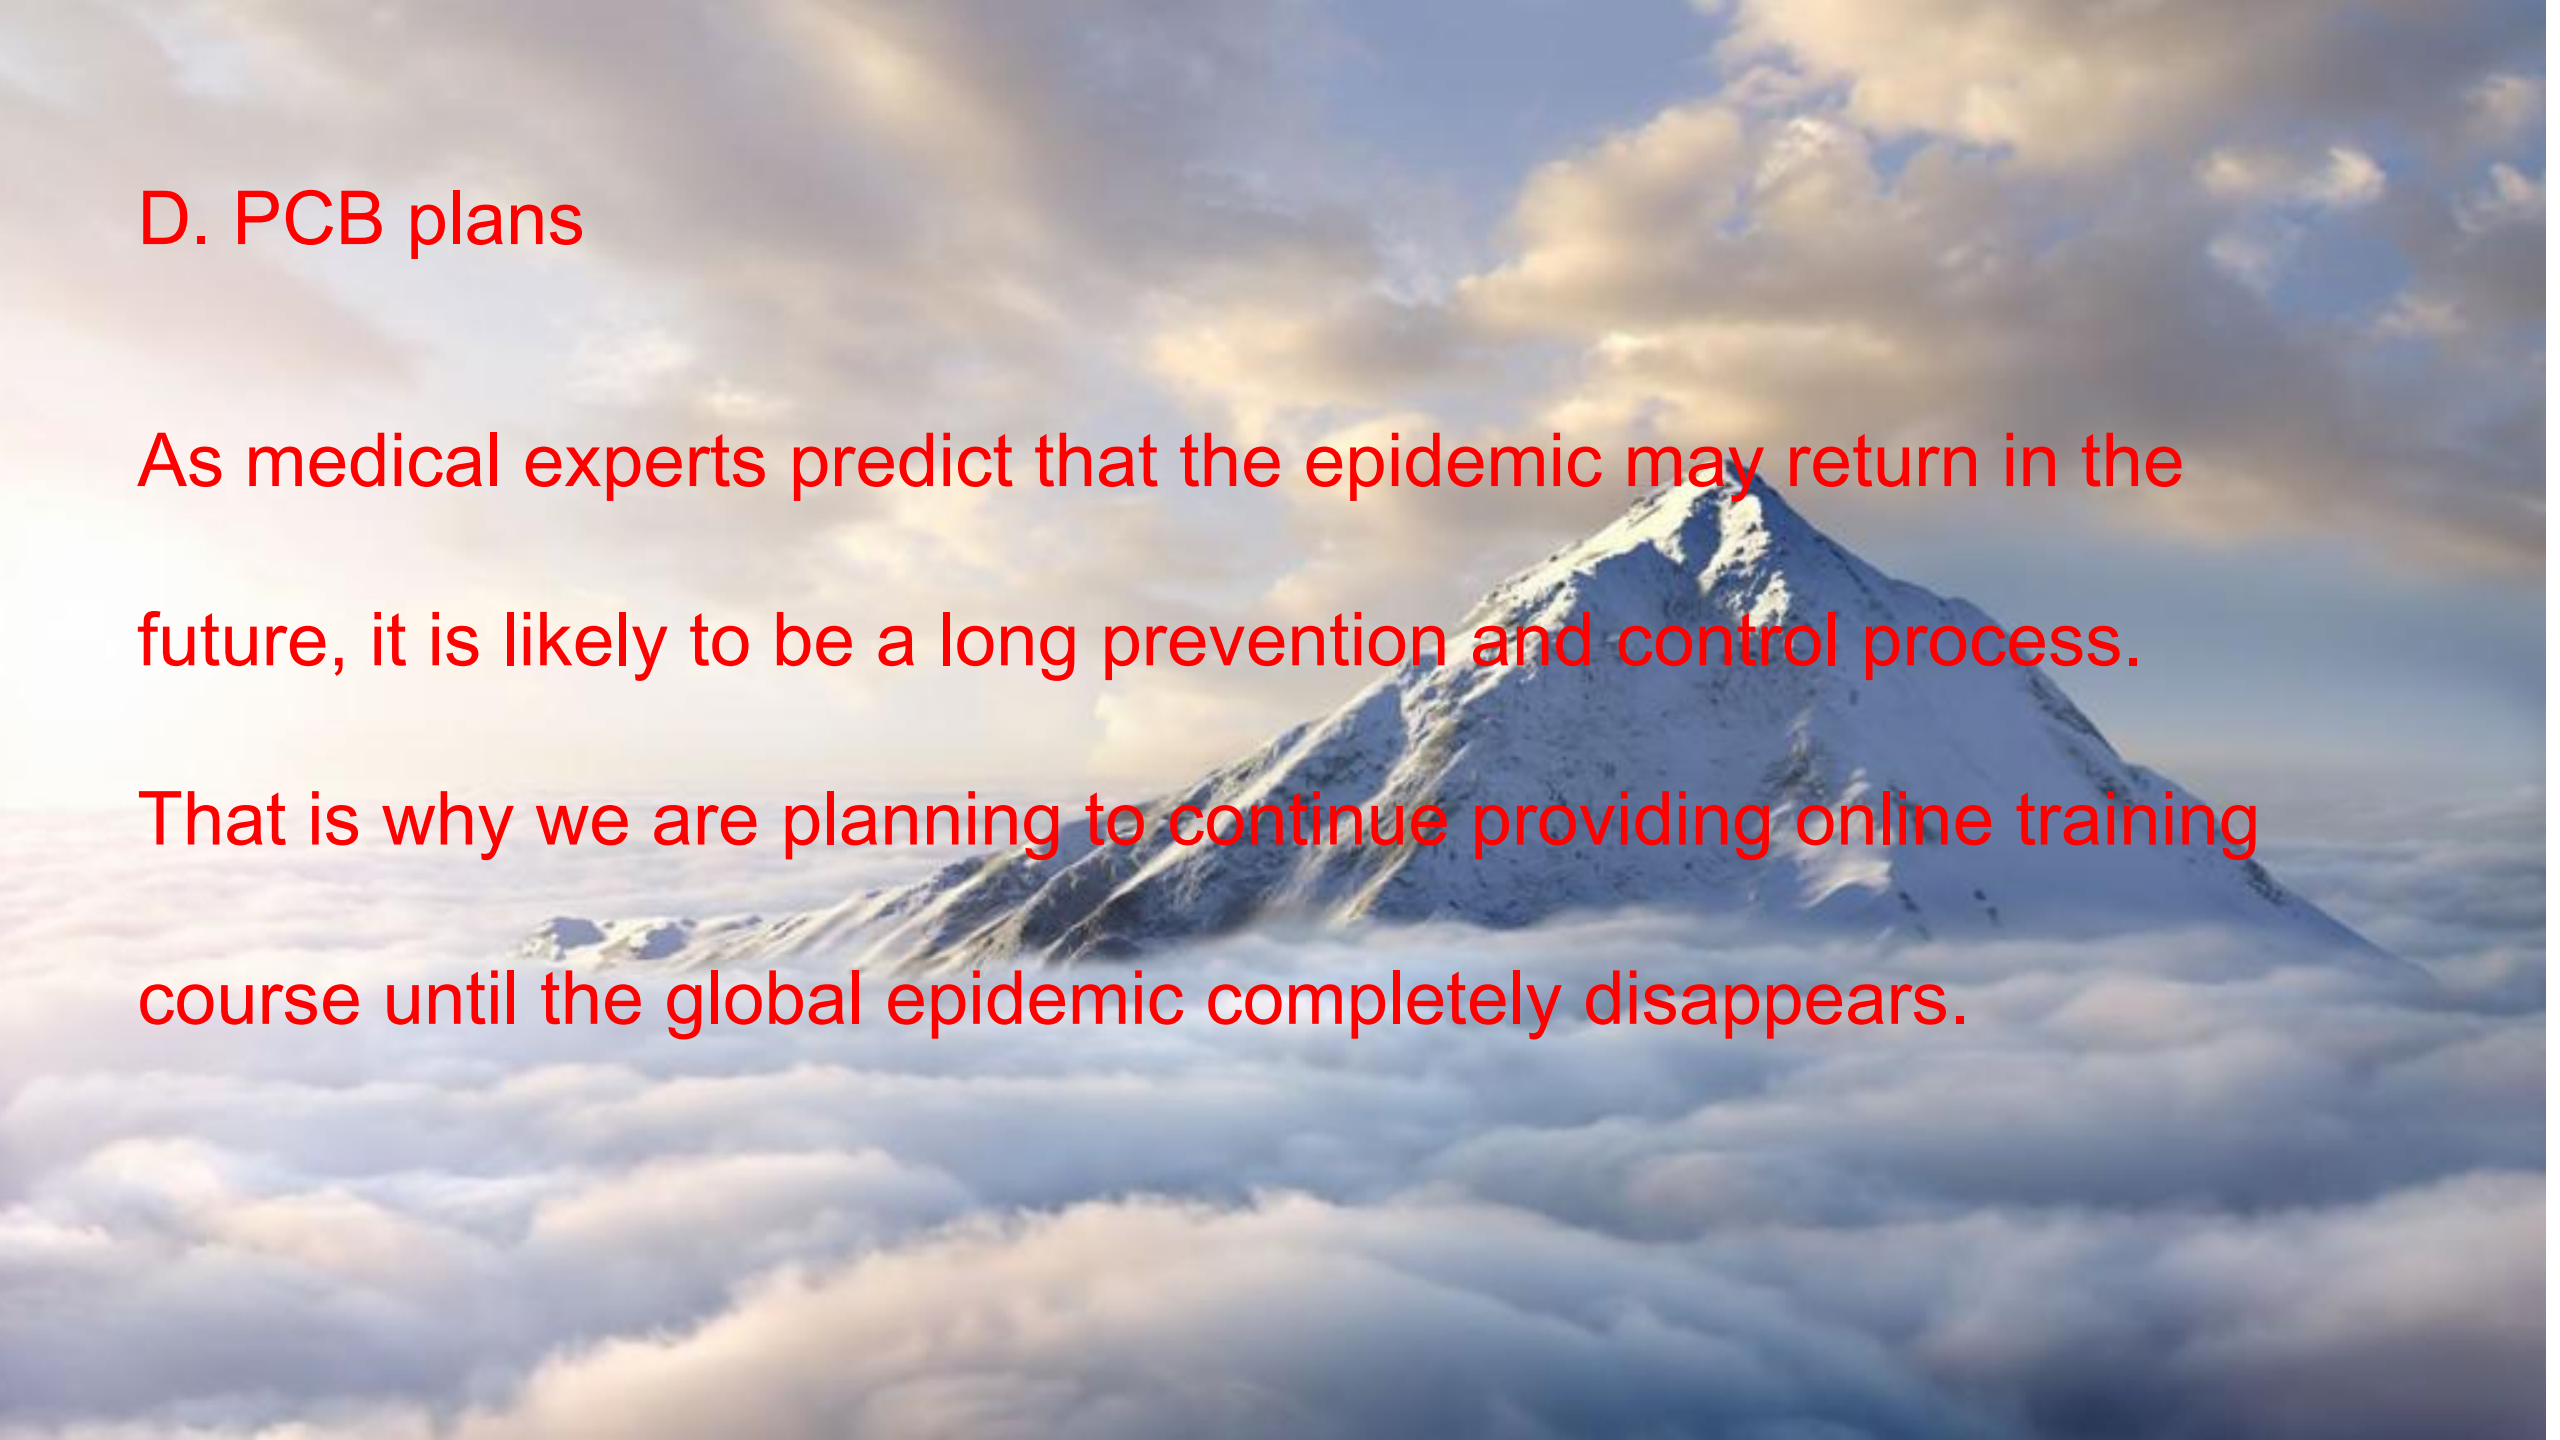 D. PCB plans
As medical experts predict that the epidemic may return in the
future, it is likely to be a long prevention and control process.
That is why we are planning to continue providing online training
course until the global epidemic completely disappears.